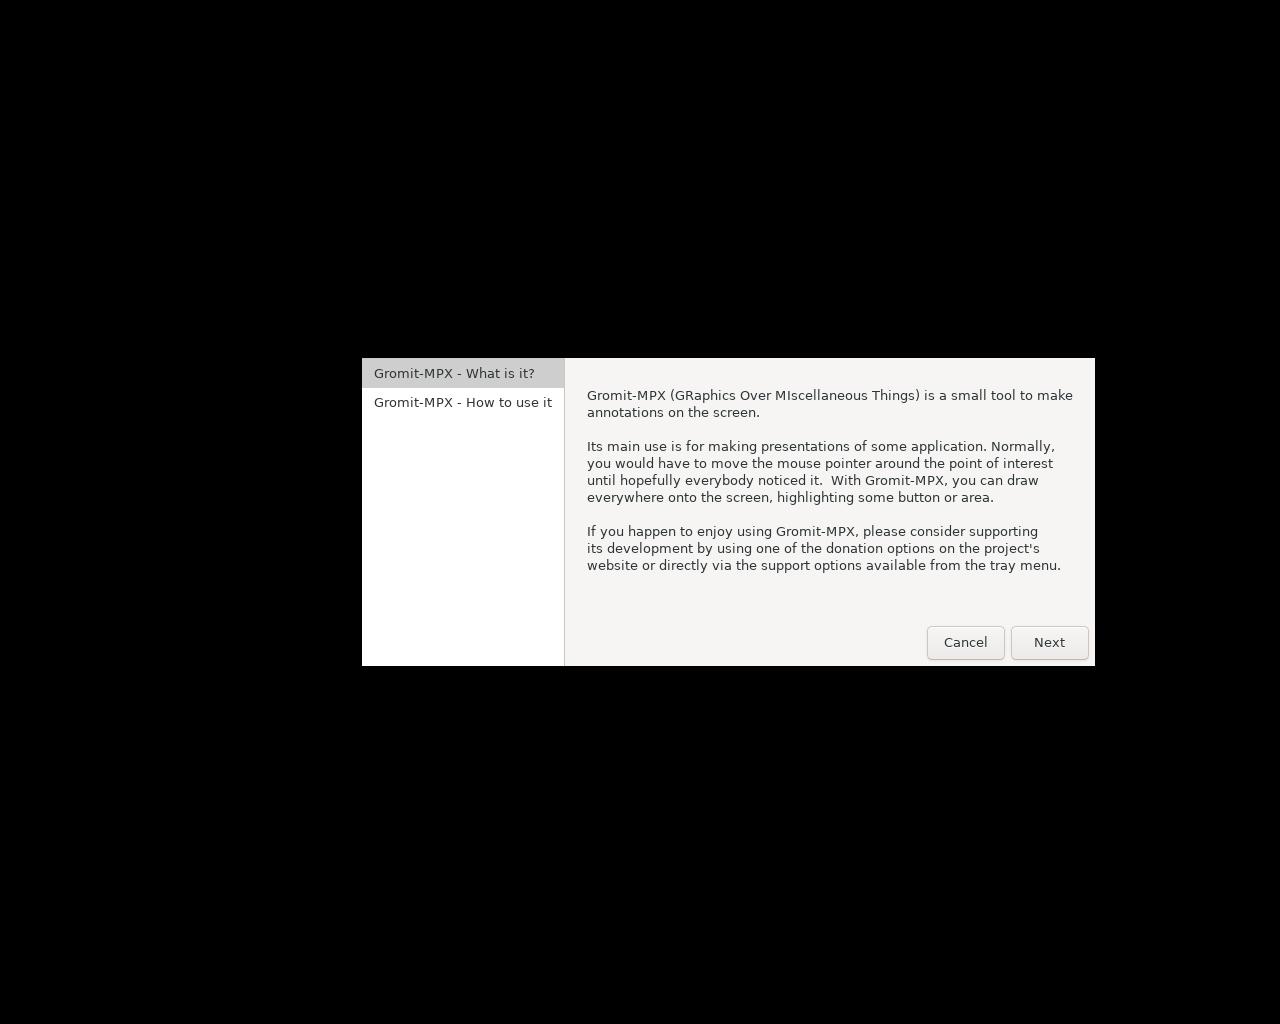 Gromit-MPX - What is it?
Gromit-MPX - How to use it
Gromit-MPX (GRaphics Over MIscellaneous Things) is a small tool to make
annotations on the screen.
Its main use is for making presentations of some application. Normally,
you would have to move the mouse pointer around the point of interest
until hopefully everybody noticed it.  With Gromit-MPX, you can draw
everywhere onto the screen, highlighting some button or area.
If you happen to enjoy using Gromit-MPX, please consider supporting
its development by using one of the donation options on the project's
website or directly via the support options available from the tray menu.
Cancel
Next